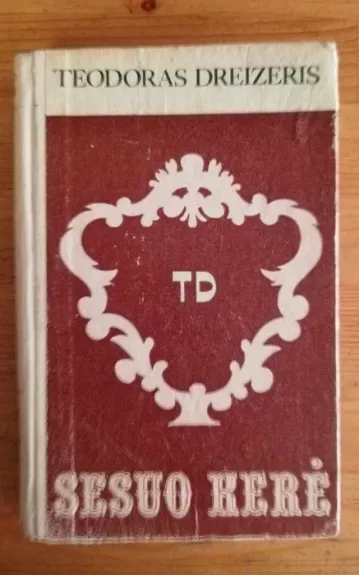 TEODORAS DREIZERIS
TD
SESUO KERĖ